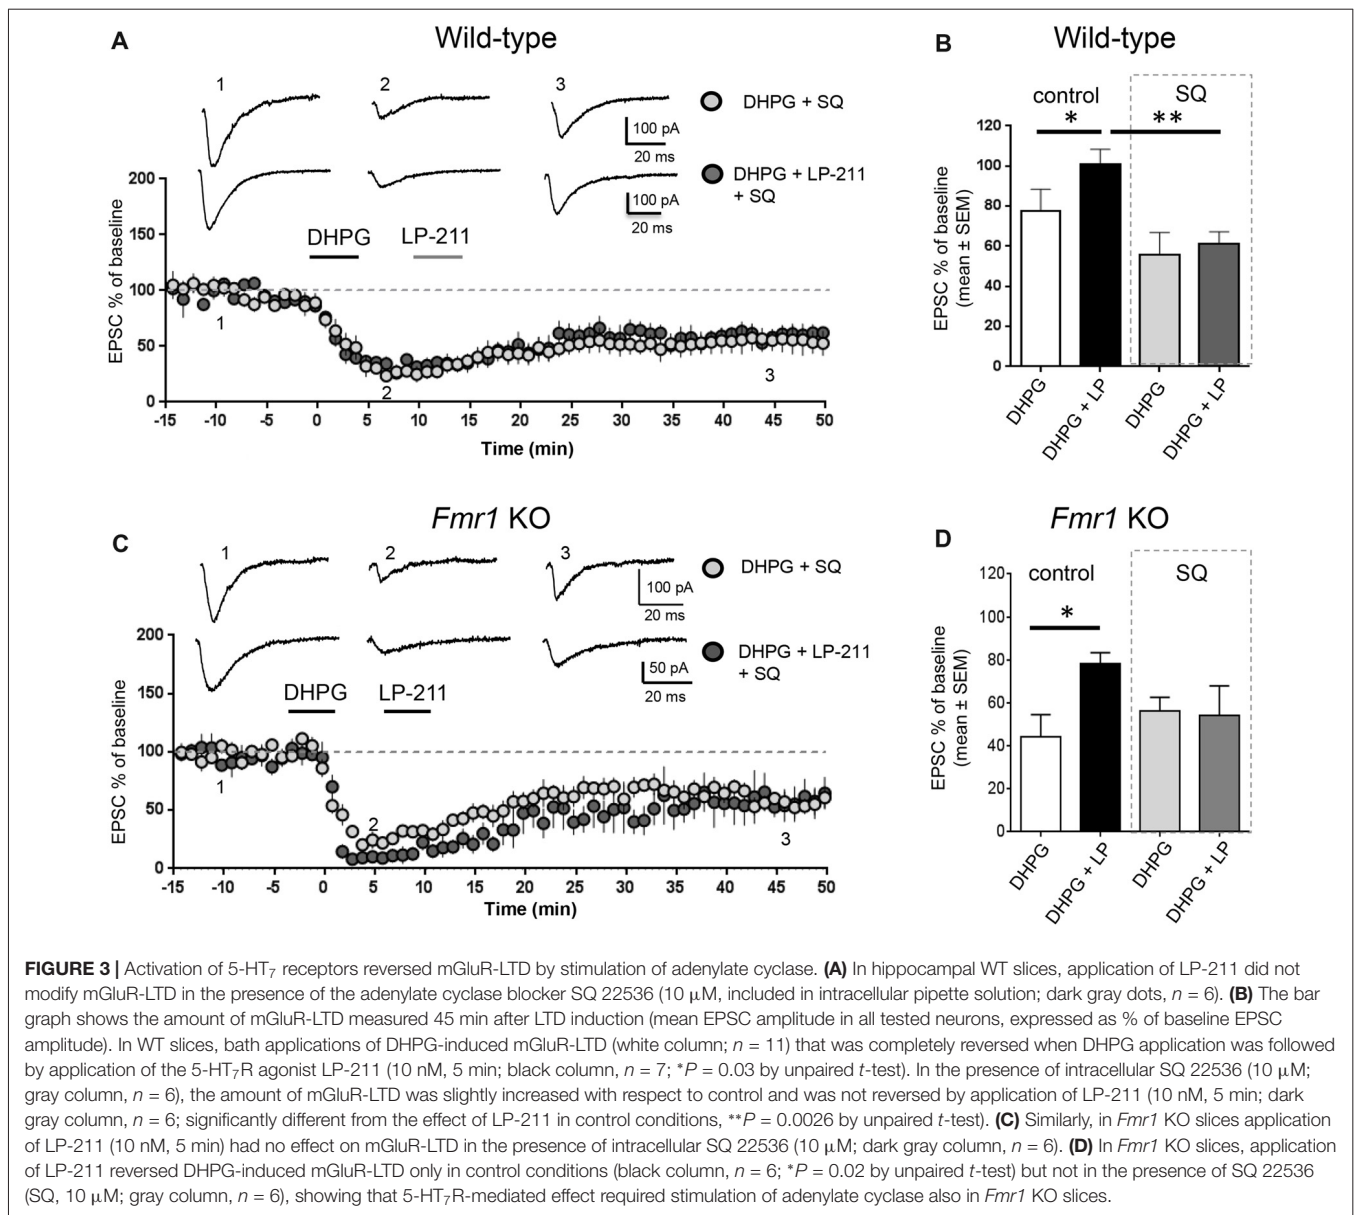 A
Wild-type
1
2
3
DHPG + SQ
100 pA
20 ms
DHPG + LP-211
+ SQ
100 pA
20 ms
DHPG
LP-211
EPSC % of baseline
200
150
100
50
0
1
2
3
-15
-10
-5
0
5
10
15
20
25
30
35
40
45
50
Time (min)
B
Wild-type
control
SQ
*
**
EPSC % of baseline
(mean ± SEM)
120
100
80
60
40
20
0
DHPG
DHPG + LP
DHPG
DHPG + LP
C
Fmr1 KO
1
2
3
DHPG + SQ
100 pA
20 ms
DHPG + LP-211
+ SQ
50 pA
20 ms
DHPG
LP-211
EPSC % of baseline
200
150
100
50
0
1
2
3
-15
-10
-5
0
5
10
15
20
25
30
35
40
45
50
Time (min)
D
Fmr1 KO
control
SQ
*
EPSC % of baseline
(mean ± SEM)
120
100
80
60
40
20
0
DHPG
DHPG + LP
DHPG
DHPG + LP
FIGURE 3 | Activation of 5-HT₇ receptors reversed mGluR-LTD by stimulation of adenylate cyclase. (A) In hippocampal WT slices, application of LP-211 did not
modify mGluR-LTD in the presence of the adenylate cyclase blocker SQ 22536 (10 µM, included in intracellular pipette solution; dark gray dots, n = 6). (B) The bar
graph shows the amount of mGluR-LTD measured 45 min after LTD induction (mean EPSC amplitude in all tested neurons, expressed as % of baseline EPSC
amplitude). In WT slices, bath applications of DHPG-induced mGluR-LTD (white column; n = 11) that was completely reversed when DHPG application was followed
by application of the 5-HT₇R agonist LP-211 (10 nM, 5 min; black column, n = 7; *P = 0.03 by unpaired t-test). In the presence of intracellular SQ 22536 (10 µM;
gray column, n = 6), the amount of mGluR-LTD was slightly increased with respect to control and was not reversed by application of LP-211 (10 nM, 5 min; dark
gray column, n = 6; significantly different from the effect of LP-211 in control conditions, **P = 0.0026 by unpaired t-test). (C) Similarly, in Fmr1 KO slices application
of LP-211 (10 nM, 5 min) had no effect on mGluR-LTD in the presence of intracellular SQ 22536 (10 µM; dark gray column, n = 6). (D) In Fmr1 KO slices, application
of LP-211 reversed DHPG-induced mGluR-LTD only in control conditions (black column, n = 6; *P = 0.02 by unpaired t-test) but not in the presence of SQ 22536
(SQ, 10 µM; gray column, n = 6), showing that 5-HT₇R-mediated effect required stimulation of adenylate cyclase also in Fmr1 KO slices.